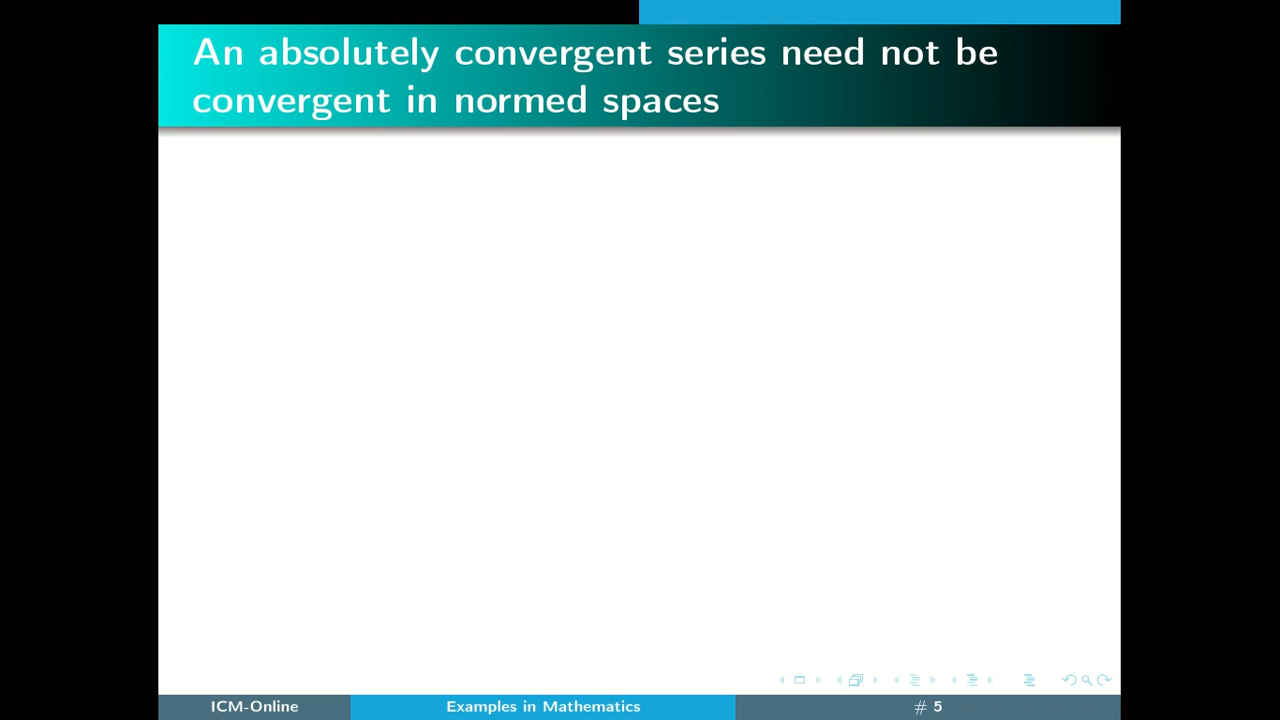 An absolutely convergent series need not be
convergent in normed spaces
ICM-Online
Examples in Mathematics
# 5